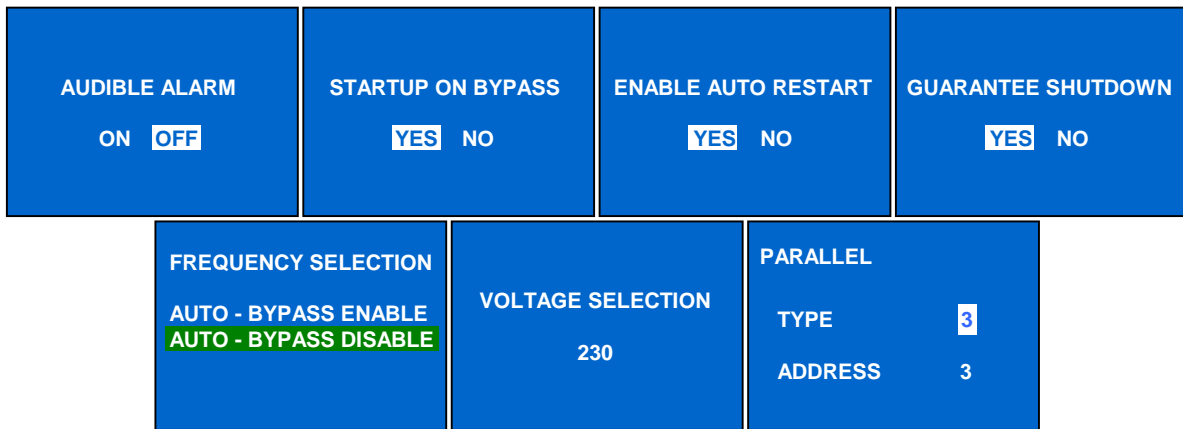 AUDIBLE ALARM
ON OFF
STARTUP ON BYPASS
YES NO
ENABLE AUTO RESTART
YES NO
GUARANTEE SHUTDOWN
YES NO
FREQUENCY SELECTION
AUTO - BYPASS ENABLE
AUTO - BYPASS DISABLE
VOLTAGE SELECTION
230
PARALLEL
TYPE 3
ADDRESS 3